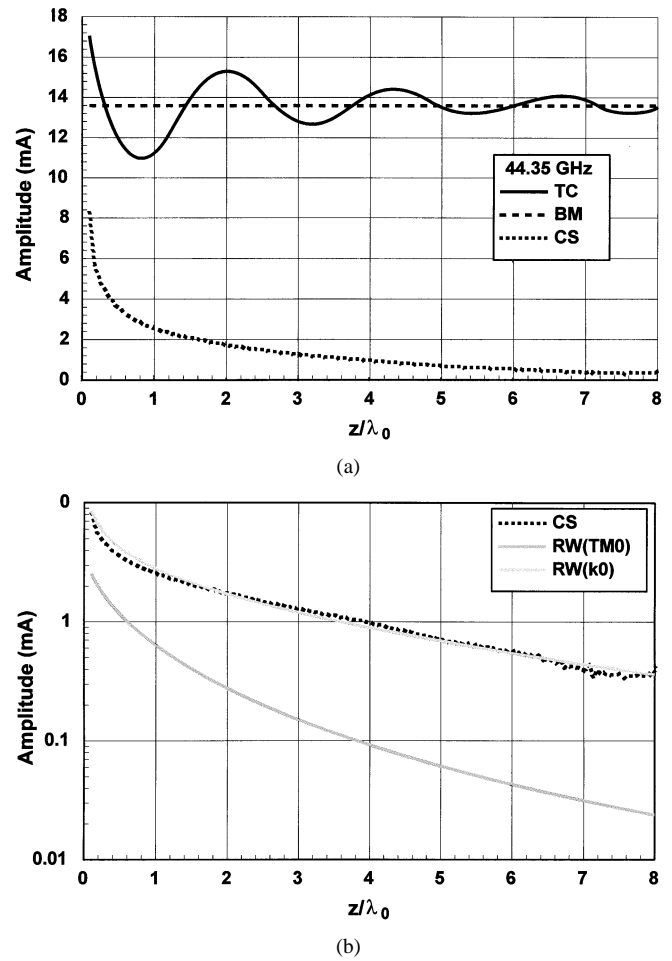 18
16
14
12
10
8
6
4
2
0
Amplitude (mA)
44.35 GHz
TC
BM
CS
0 1 2 3 4 5 6 7 8
z/λ0
(a)
0
1
0.1
0.01
Amplitude (mA)
CS
RW(TM0)
RW(k0)
0 1 2 3 4 5 6 7 8
z/λ0
(b)